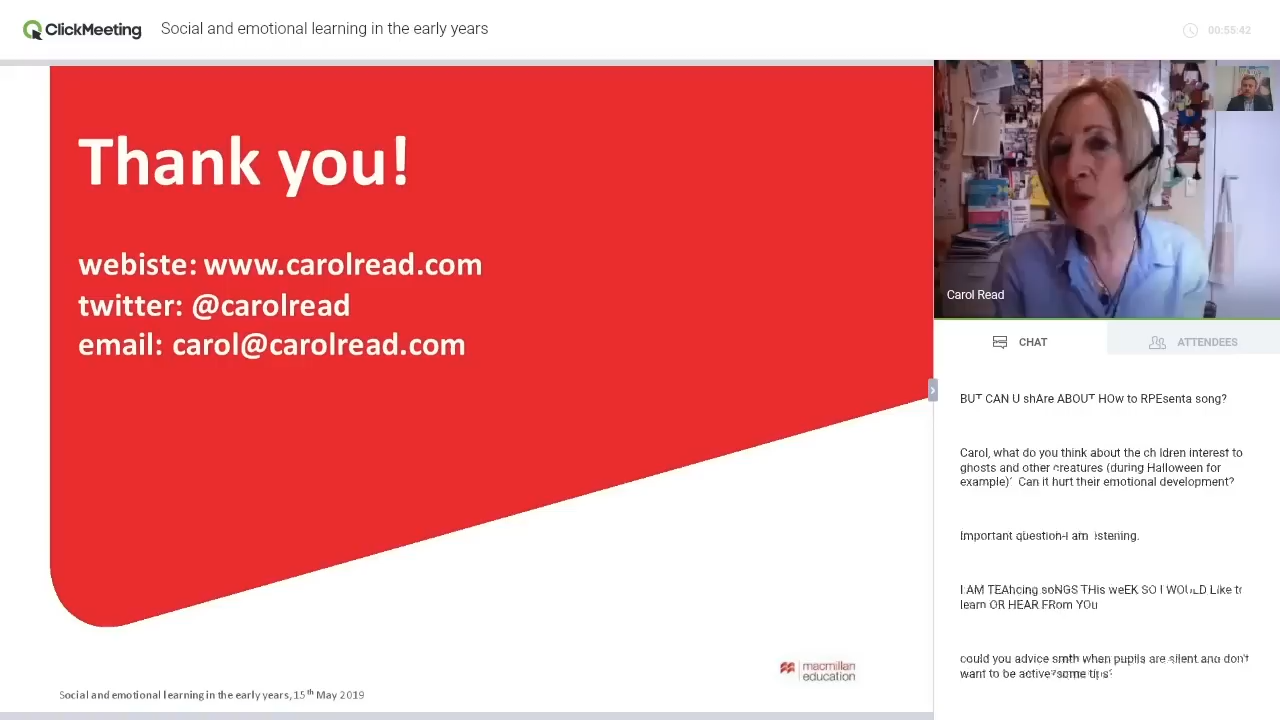 ClickMeeting
Social and emotional learning in the early years
00:55:42
Thank you!
webiste: www.carolread.com
twitter: @carolread
email: carol@carolread.com
macmillan
education
Social and emotional learning in the early years, 15th May 2019
Carol Read
CHAT
ATTENDEES
BUT CAN U shAre ABOUT HOw to RPEsenta song?
Carol, what do you think about the children interest to
ghosts and other creatures (during Halloween for
example)? Can it hurt their emotional development?
Important question-I am listening.
I AM TEAhcing soNGS THis weEK SO I WOULD Like to
learn OR HEAR FRom YOu
could you advice smth when pupils are silent and don't
want to be active?some tips?